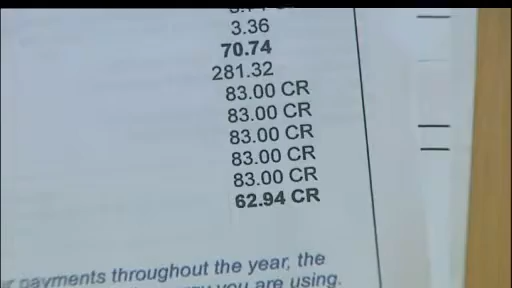 3.36
70.74
281.32
83.00 CR
83.00 CR
83.00 CR
83.00 CR
83.00 CR
62.94 CR
payments throughout the year, the
you are using.